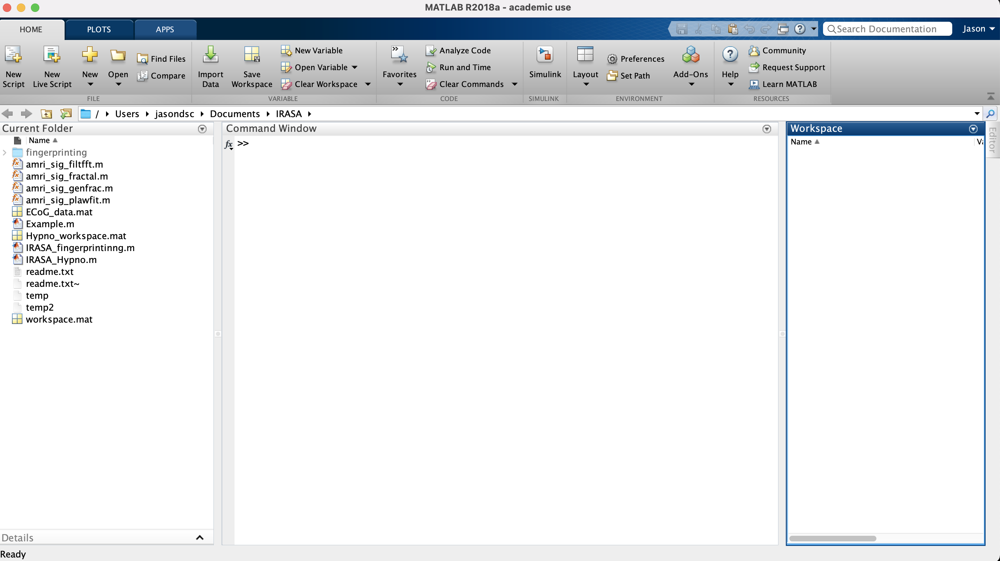 MATLAB R2018a - academic use
HOME PLOTS APPS
Search Documentation Jason
New Script
New Live Script
New
Open
Find Files
Compare
FILE
Import Data
Save Workspace
New Variable
Open Variable
Clear Workspace
VARIABLE
Favorites
Analyze Code
Run and Time
Clear Commands
CODE
Simulink
SIMULINK
Layout
Preferences
Set Path
Add-Ons
ENVIRONMENT
Help
Community
Request Support
Learn MATLAB
RESOURCES
/ Users jasondsc Documents IRASA
Current Folder
Name
fingerprinting
amri_sig_filtfft.m
amri_sig_fractal.m
amri_sig_genfrac.m
amri_sig_plawfit.m
ECoG_data.mat
Example.m
Hypno_workspace.mat
IRASA_fingerprintinng.m
IRASA_Hypno.m
readme.txt
readme.txt~
temp
temp2
workspace.mat
Details
Ready
Command Window
fx >>
Workspace
Name
Editor